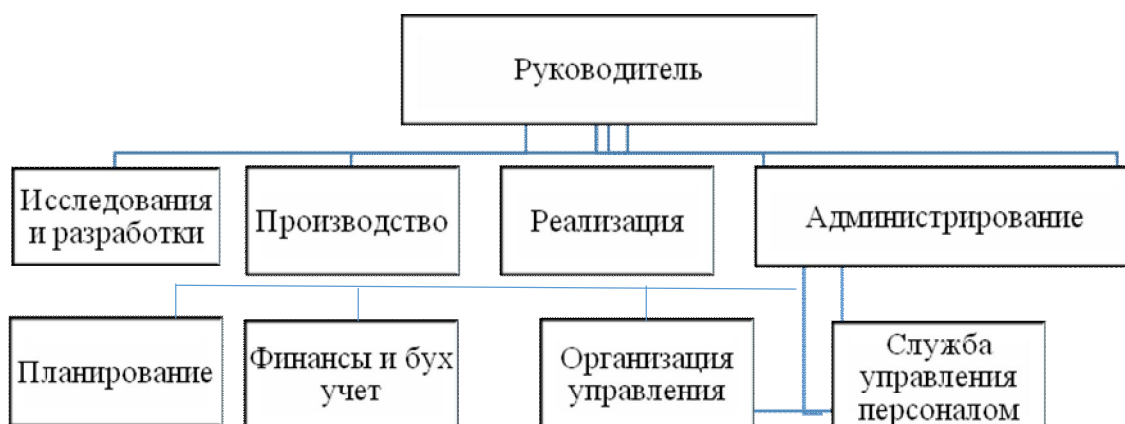 Руководитель
Исследования
и разработки
Производство
Реализация
Администрирование
Планирование
Финансы и бух
учет
Организация
управления
Служба
управления
персоналом